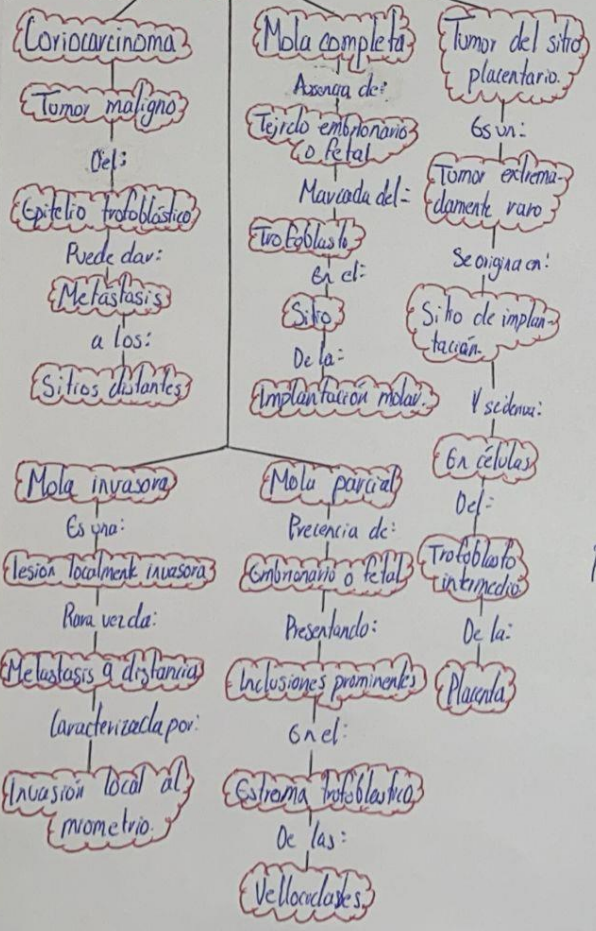 Coriocarcinoma
Tumor maligno
Del:
Epitelio trofoblástico
Puede dar:
Metastasis
a los:
Sitios distantes
Mola completa
Ausenga de:
Tejido embrionario
o fetal
Marcada del:
Trofoblasto
En el:
Sitio
De la:
Implantación molar.
Tumor del sitio
placentario.
Es un:
Tumor extrema-
damente raro
Se origina en:
Sitio de implan-
tación.
Y se deriva:
En células
Del:
Trofoblasto
intermedio
De la:
Placenta
Mola invasora
Es una:
lesion localmente invasora
Rara vez da:
Metastasis a distancia
Caracterizada por:
Invasión local al
miometrio.
Mola parcial
Precencia de:
Embrionario o fetal
Presentando:
Inclusiones prominentes
En el:
Estroma trofoblastico
De las: